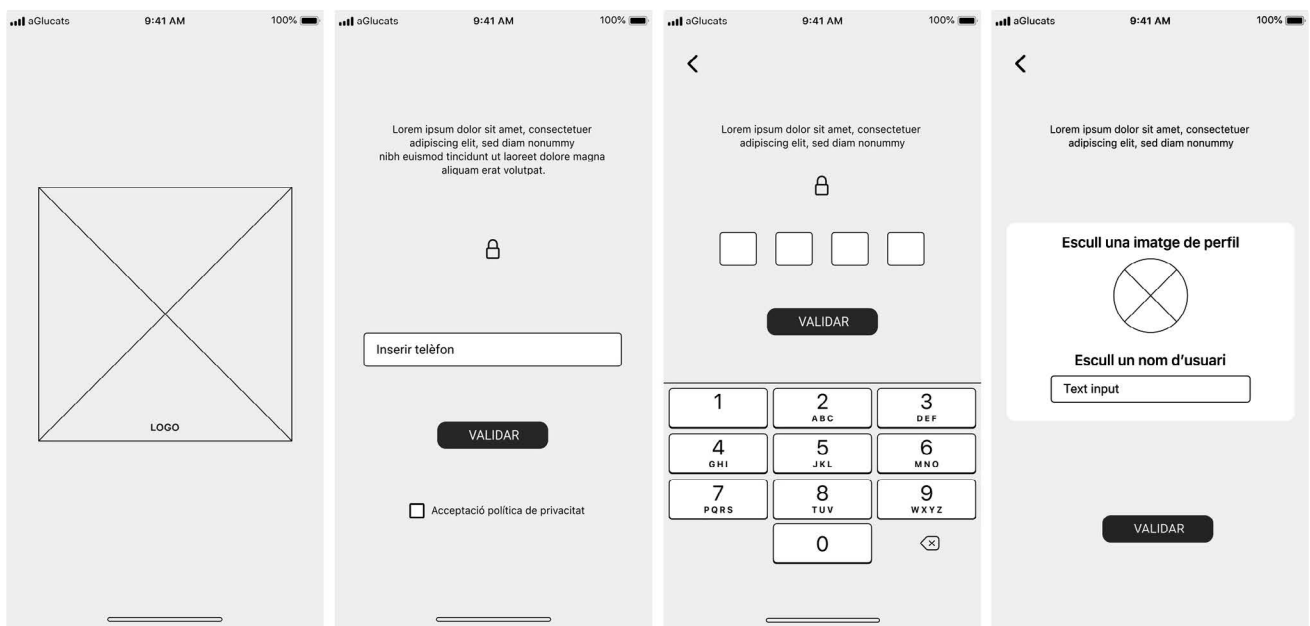 aGlucats 9:41 AM 100%
LOGO
aGlucats 9:41 AM 100%
Lorem ipsum dolor sit amet, consectetuer
adipiscing elit, sed diam nonummy
nibh euismod tincidunt ut laoreet dolore magna
aliquam erat volutpat.
Inserir telèfon
VALIDAR
Acceptació política de privacitat
aGlucats 9:41 AM 100%
Lorem ipsum dolor sit amet, consectetuer
adipiscing elit, sed diam nonummy
VALIDAR
1 2 3
ABC DEF
4 5 6
GHI JKL MNO
7 8 9
PQRS TUV WXYZ
0
aGlucats 9:41 AM 100%
Lorem ipsum dolor sit amet, consectetuer
adipiscing elit, sed diam nonummy
Escull una imatge de perfil
Escull un nom d'usuari
Text input
VALIDAR